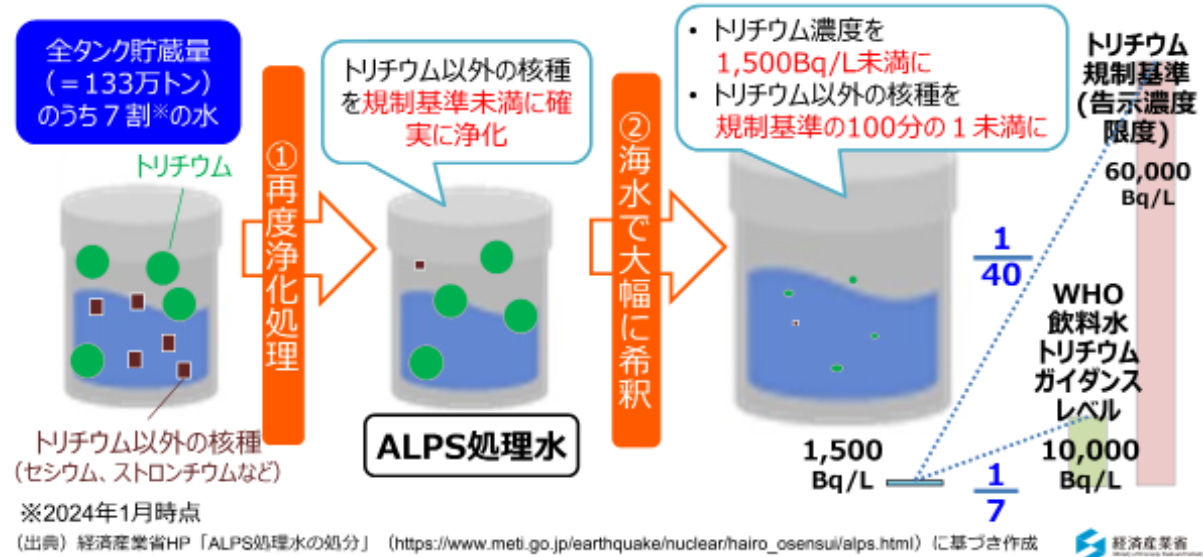 全タンク貯蔵量
（＝133万トン）
のうち７割※の水
トリチウム
トリチウム以外の核種
（セシウム、ストロンチウムなど）
①再度浄化処理
トリチウム以外の核種
を規制基準未満に確
実に浄化
ALPS処理水
②海水で大幅に希釈
• トリチウム濃度を
1,500Bq/L未満に
• トリチウム以外の核種を
規制基準の100分の１未満に
1,500
Bq/L
1
40
1
7
WHO
飲料水
トリチウム
ガイダンス
レベル
10,000
Bq/L
トリチウム
規制基準
(告示濃度
限度)
60,000
Bq/L
※2024年1月時点
（出典）経済産業省HP「ALPS処理水の処分」（https://www.meti.go.jp/earthquake/nuclear/hairo_osensui/alps.html）に基づき作成
経済産業省